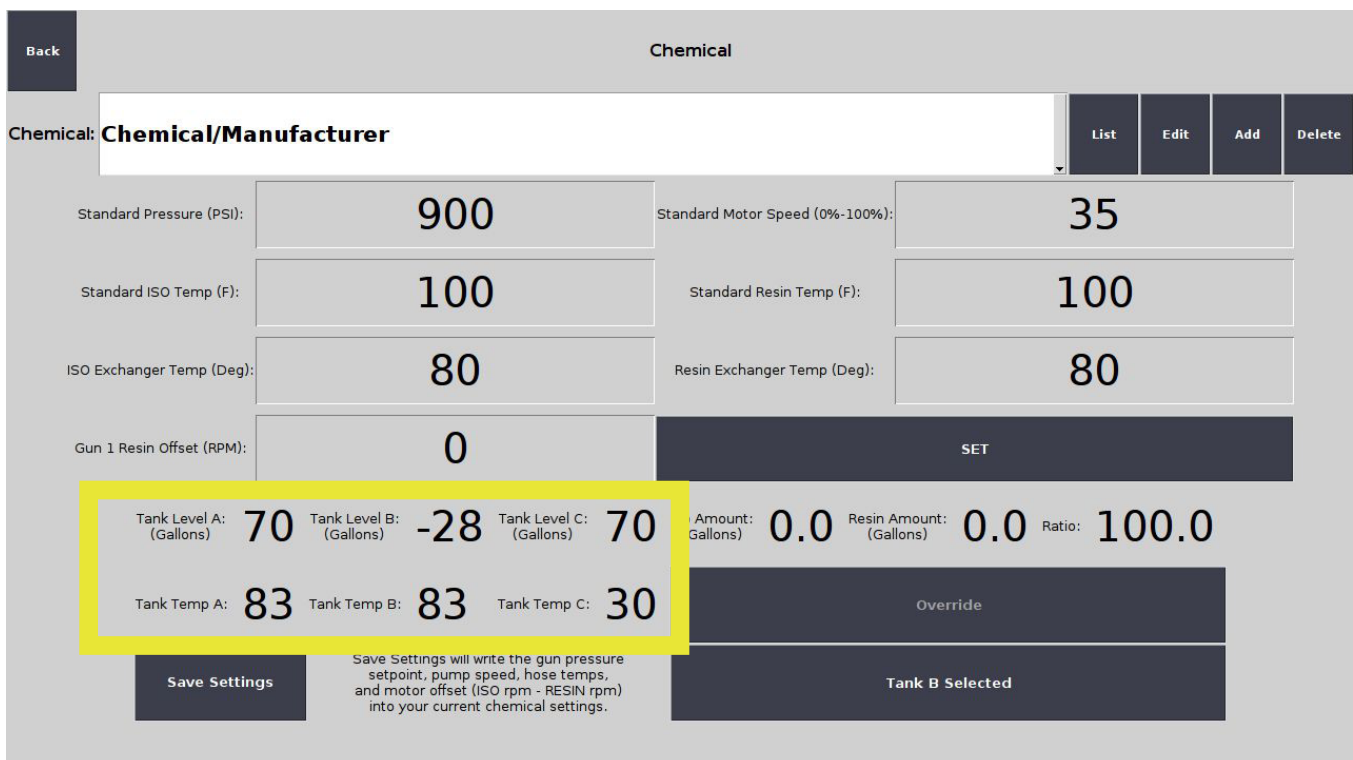 Back
Chemical
Chemical: Chemical/Manufacturer List Edit Add Delete
Standard Pressure (PSI): 900 Standard Motor Speed (0%-100%): 35
Standard ISO Temp (F): 100 Standard Resin Temp (F): 100
ISO Exchanger Temp (Deg): 80 Resin Exchanger Temp (Deg): 80
Gun 1 Resin Offset (RPM): 0 SET
Tank Level A: 70 Tank Level B: -28 Tank Level C: 70 Amount: 0.0 Resin Amount: 0.0 Ratio: 100.0
(Gallons) (Gallons) (Gallons) Gallons) (Gallons)
Tank Temp A: 83 Tank Temp B: 83 Tank Temp C: 30 Override
Save Settings
Save Settings will write the gun pressure
setpoint, pump speed, hose temps,
and motor offset (ISO rpm - RESIN rpm)
into your current chemical settings.
Tank B Selected